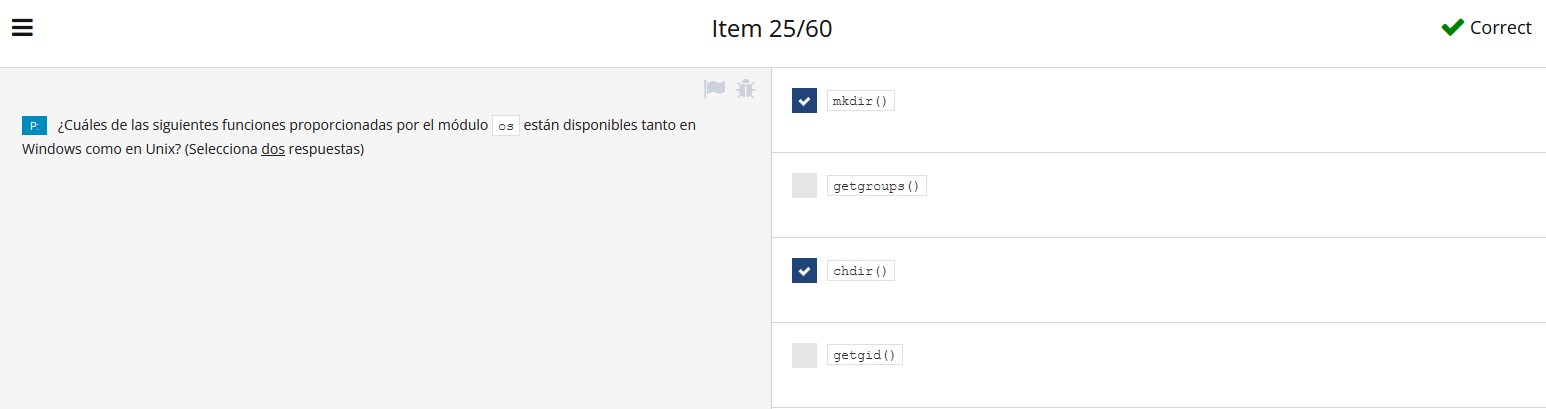 Item 25/60
Correct
P: ¿Cuáles de las siguientes funciones proporcionadas por el módulo os están disponibles tanto en
Windows como en Unix? (Selecciona dos respuestas)
mkdir()
getgroups()
chdir()
getgid()